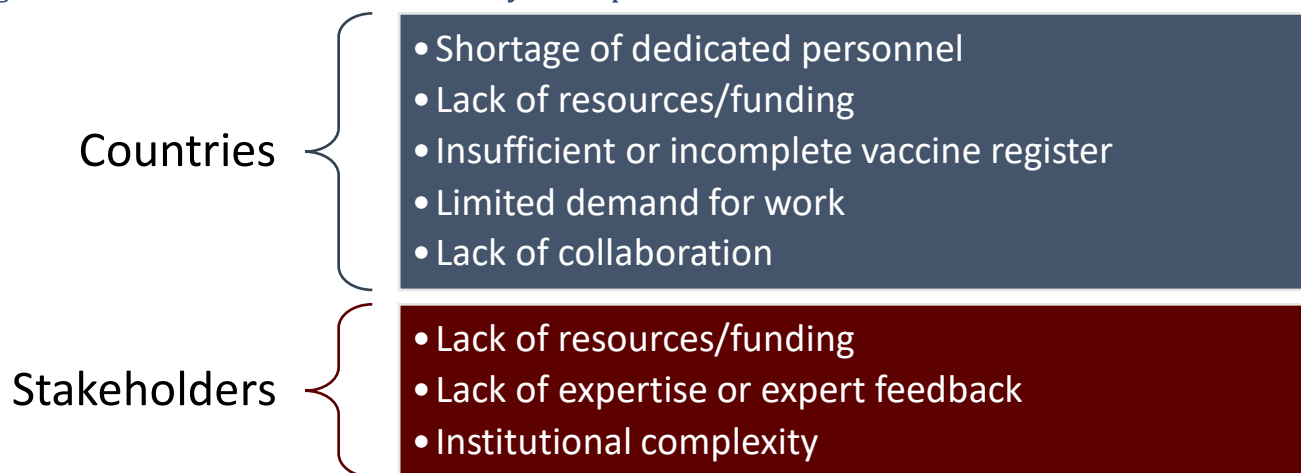 Countries
• Shortage of dedicated personnel
• Lack of resources/funding
• Insufficient or incomplete vaccine register
• Limited demand for work
• Lack of collaboration
Stakeholders
• Lack of resources/funding
• Lack of expertise or expert feedback
• Institutional complexity